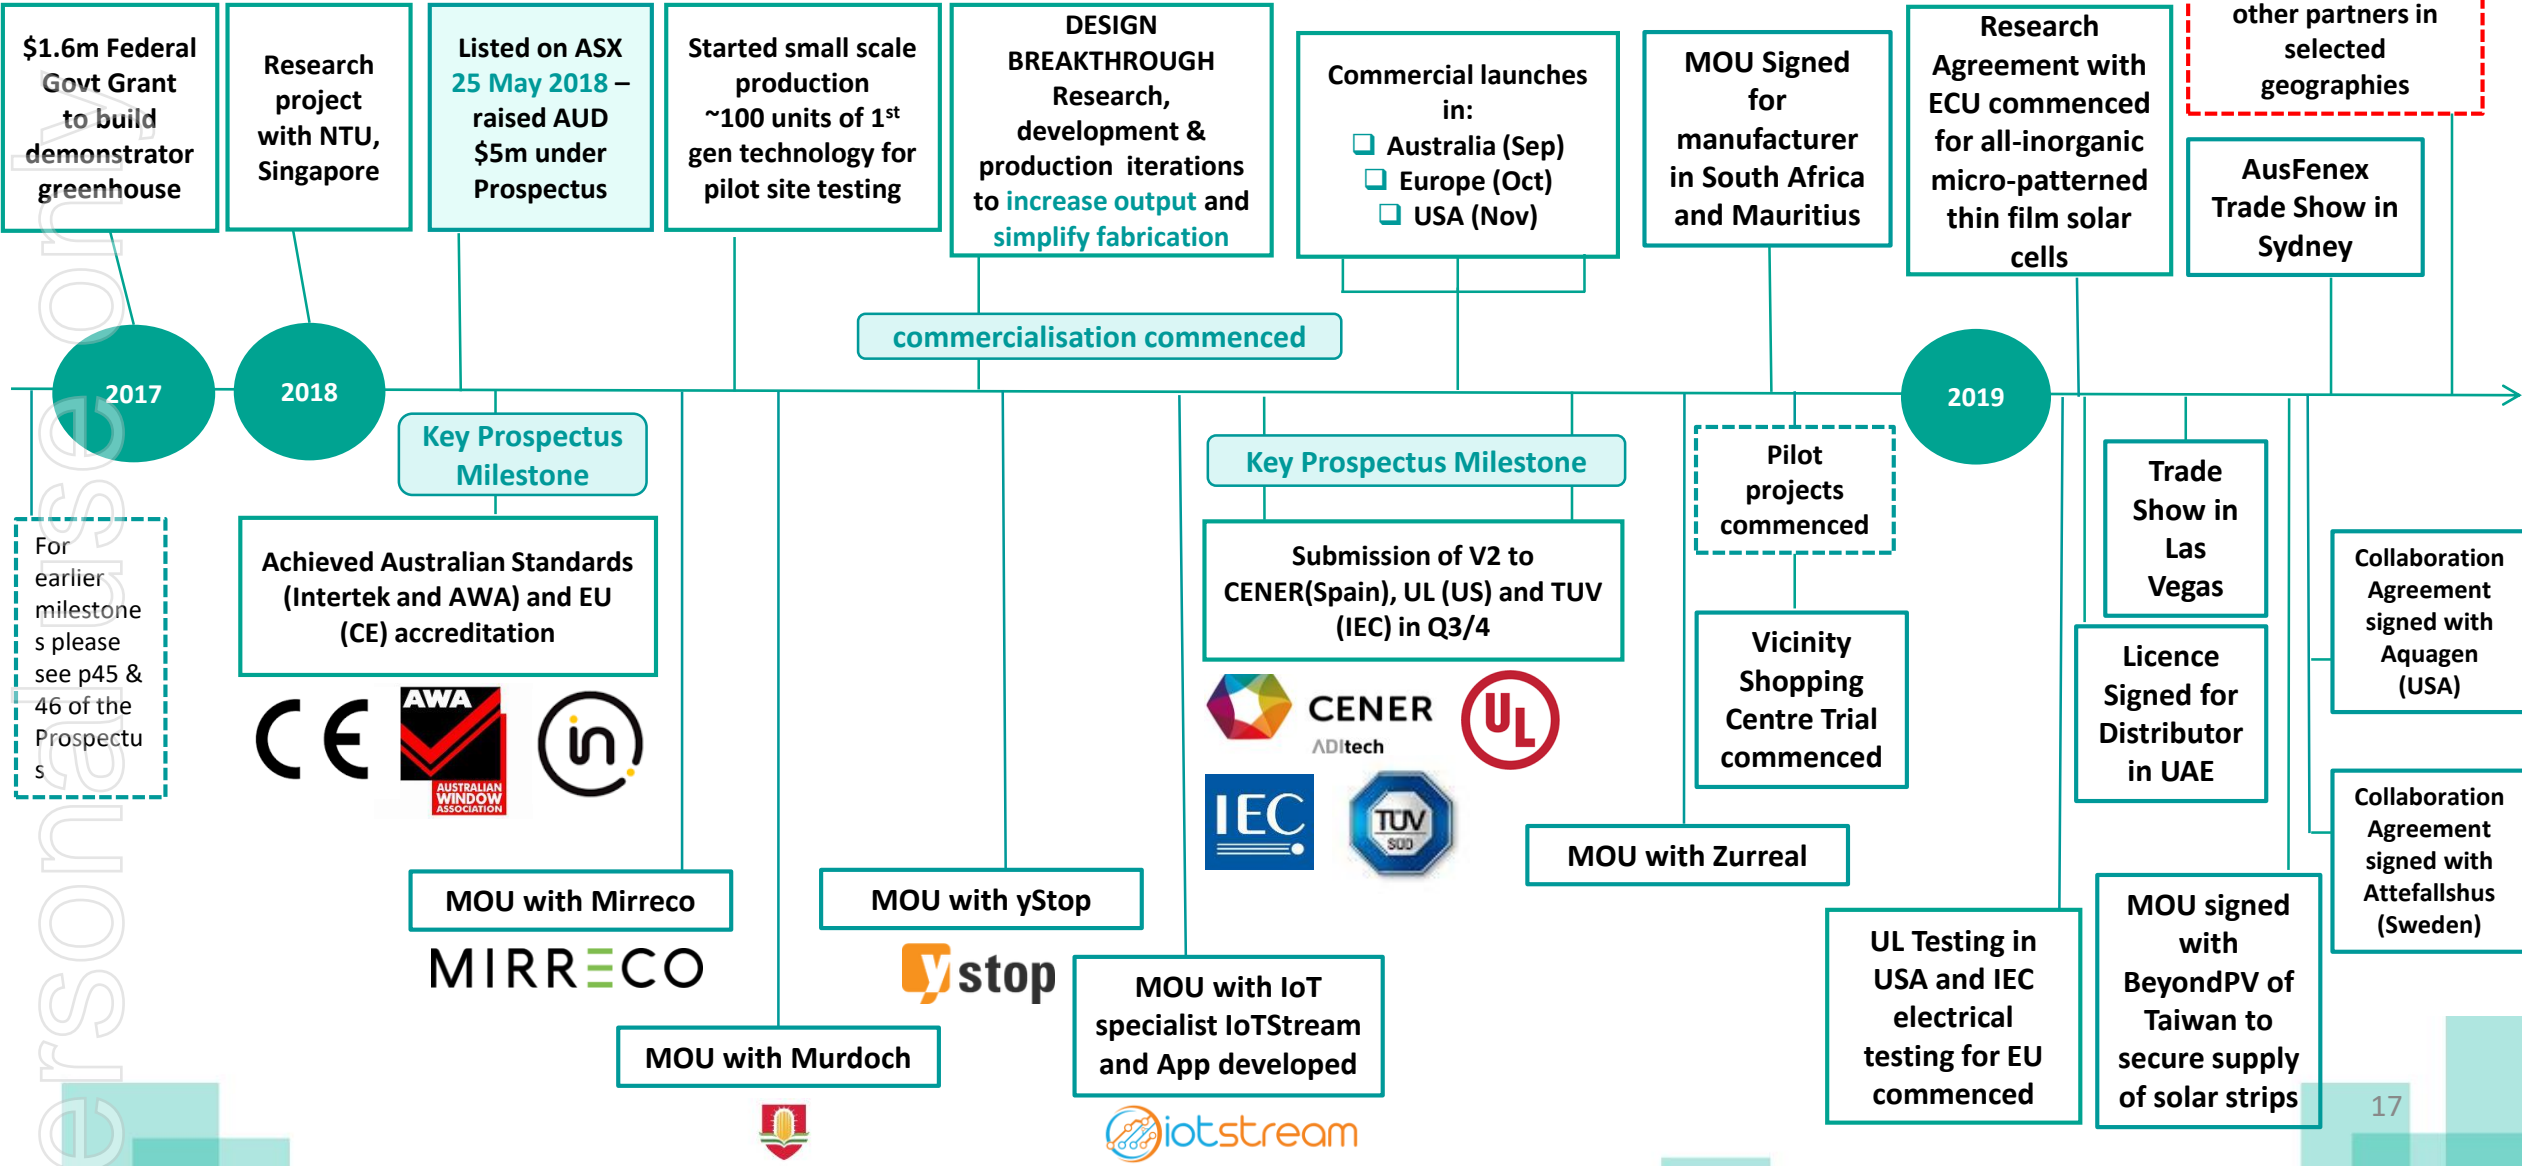 $1.6m Federal
Govt Grant
to build
demonstrator
greenhouse
Research
project
with NTU,
Singapore
Listed on ASX
25 May 2018 –
raised AUD
$5m under
Prospectus
Started small scale
production
~100 units of 1st
gen technology for
pilot site testing
DESIGN
BREAKTHROUGH
Research,
development &
production iterations
to increase output and
simplify fabrication
Commercial launches
in:
❑ Australia (Sep)
❑ Europe (Oct)
❑ USA (Nov)
MOU Signed
for
manufacturer
in South Africa
and Mauritius
Research
Agreement with
ECU commenced
for all-inorganic
micro-patterned
thin film solar
cells
other partners in
selected
geographies
AusFenex
Trade Show in
Sydney
commercialisation commenced
2017
2018
2019
Key Prospectus
Milestone
Key Prospectus Milestone
For
earlier
milestone
s please
see p45 &
46 of the
Prospectu
s
Achieved Australian Standards
(Intertek and AWA) and EU
(CE) accreditation
CE
AWA
AUSTRALIAN
WINDOW
ASSOCIATION
in
Submission of V2 to
CENER(Spain), UL (US) and TUV
(IEC) in Q3/4
CENER
ADItech
UL
IEC
TUV
SUD
Pilot
projects
commenced
Vicinity
Shopping
Centre Trial
commenced
Trade
Show in
Las
Vegas
Licence
Signed for
Distributor
in UAE
Collaboration
Agreement
signed with
Aquagen
(USA)
Collaboration
Agreement
signed with
Attefallshus
(Sweden)
MOU with Mirreco
MIRRECO
MOU with yStop
ystop
MOU with Zurreal
MOU with Murdoch
MOU with IoT
specialist IoTStream
and App developed
iotstream
UL Testing in
USA and IEC
electrical
testing for EU
commenced
MOU signed
with
BeyondPV of
Taiwan to
secure supply
of solar strips
17
ersonal use only